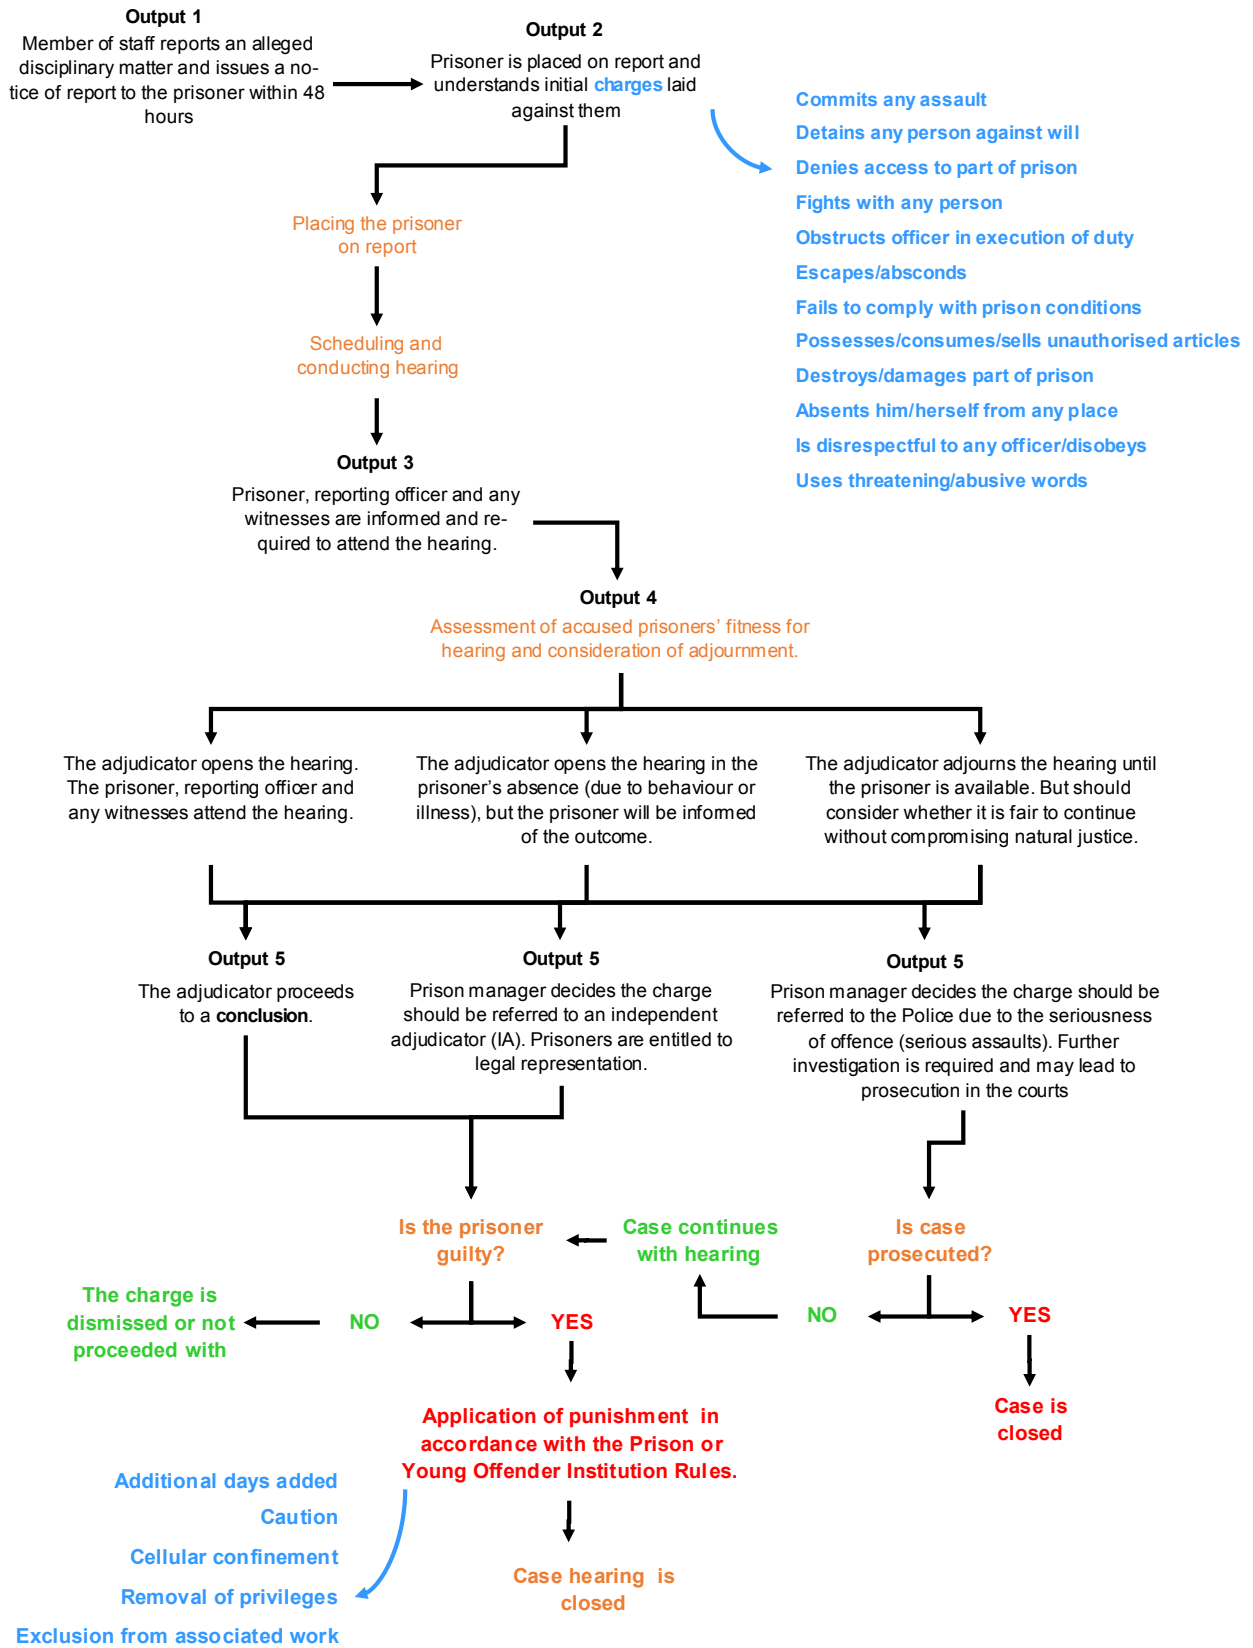 Output 1
Member of staff reports an alleged
disciplinary matter and issues a no-
tice of report to the prisoner within 48
hours
Output 2
Prisoner is placed on report and
understands initial charges laid
against them
Commits any assault
Detains any person against will
Denies access to part of prison
Fights with any person
Obstructs officer in execution of duty
Escapes/absconds
Fails to comply with prison conditions
Possesses/consumes/sells unauthorised articles
Destroys/damages part of prison
Absents him/herself from any place
Is disrespectful to any officer/disobeys
Uses threatening/abusive words
Placing the prisoner
on report
Scheduling and
conducting hearing
Output 3
Prisoner, reporting officer and any
witnesses are informed and re-
quired to attend the hearing.
Output 4
Assessment of accused prisoners’ fitness for
hearing and consideration of adjournment.
The adjudicator opens the hearing.
The prisoner, reporting officer and
any witnesses attend the hearing.
The adjudicator opens the hearing in the
prisoner’s absence (due to behaviour or
illness), but the prisoner will be informed
of the outcome.
The adjudicator adjourns the hearing until
the prisoner is available. But should
consider whether it is fair to continue
without compromising natural justice.
Output 5
The adjudicator proceeds
to a conclusion.
Output 5
Prison manager decides the charge
should be referred to an independent
adjudicator (IA). Prisoners are entitled to
legal representation.
Output 5
Prison manager decides the charge should be
referred to the Police due to the seriousness
of offence (serious assaults). Further
investigation is required and may lead to
prosecution in the courts
Is the prisoner
guilty?
Case continues
with hearing
Is case
prosecuted?
The charge is
dismissed or not
proceeded with
NO
YES
NO
YES
Case is
closed
Application of punishment in
accordance with the Prison or
Young Offender Institution Rules.
Additional days added
Caution
Cellular confinement
Removal of privileges
Exclusion from associated work
Case hearing is
closed